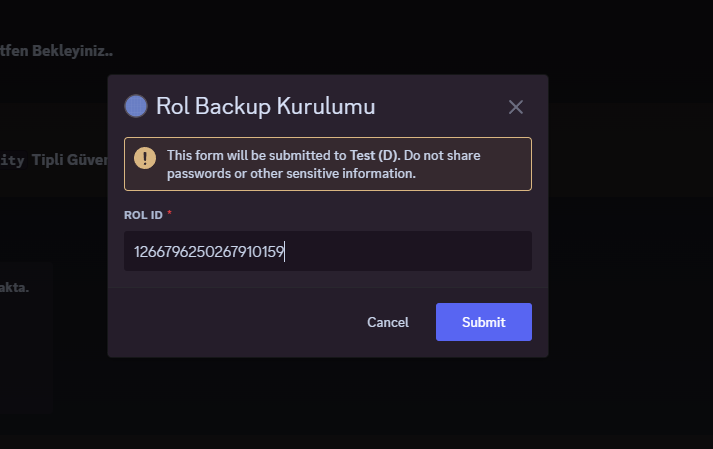 tfen Bekleyiniz..
Rol Backup Kurulumu
This form will be submitted to Test (D). Do not share
passwords or other sensitive information.
ity Tipli Güver
ROL ID *
1266796250267910159
akta.
Cancel
Submit